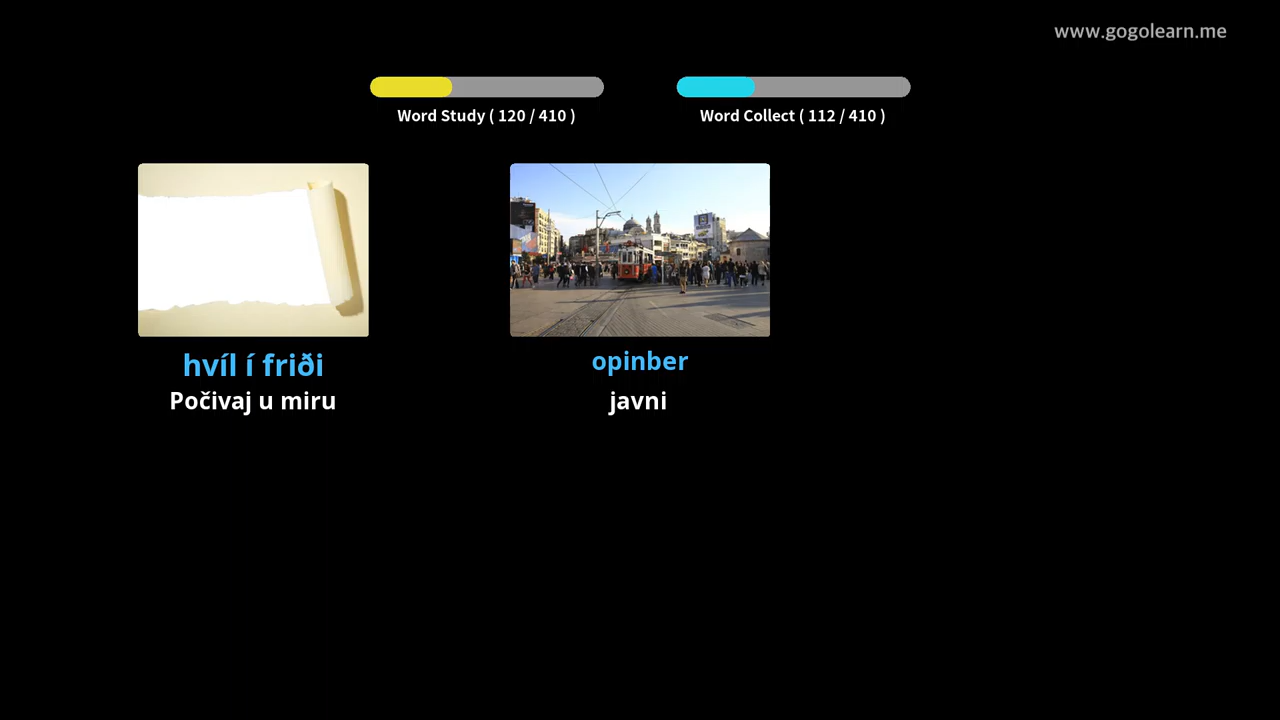 www.gogolearn.me
Word Study ( 120 / 410 )
Word Collect ( 112 / 410 )
hvíl í friði
Počivaj u miru
opinber
javni